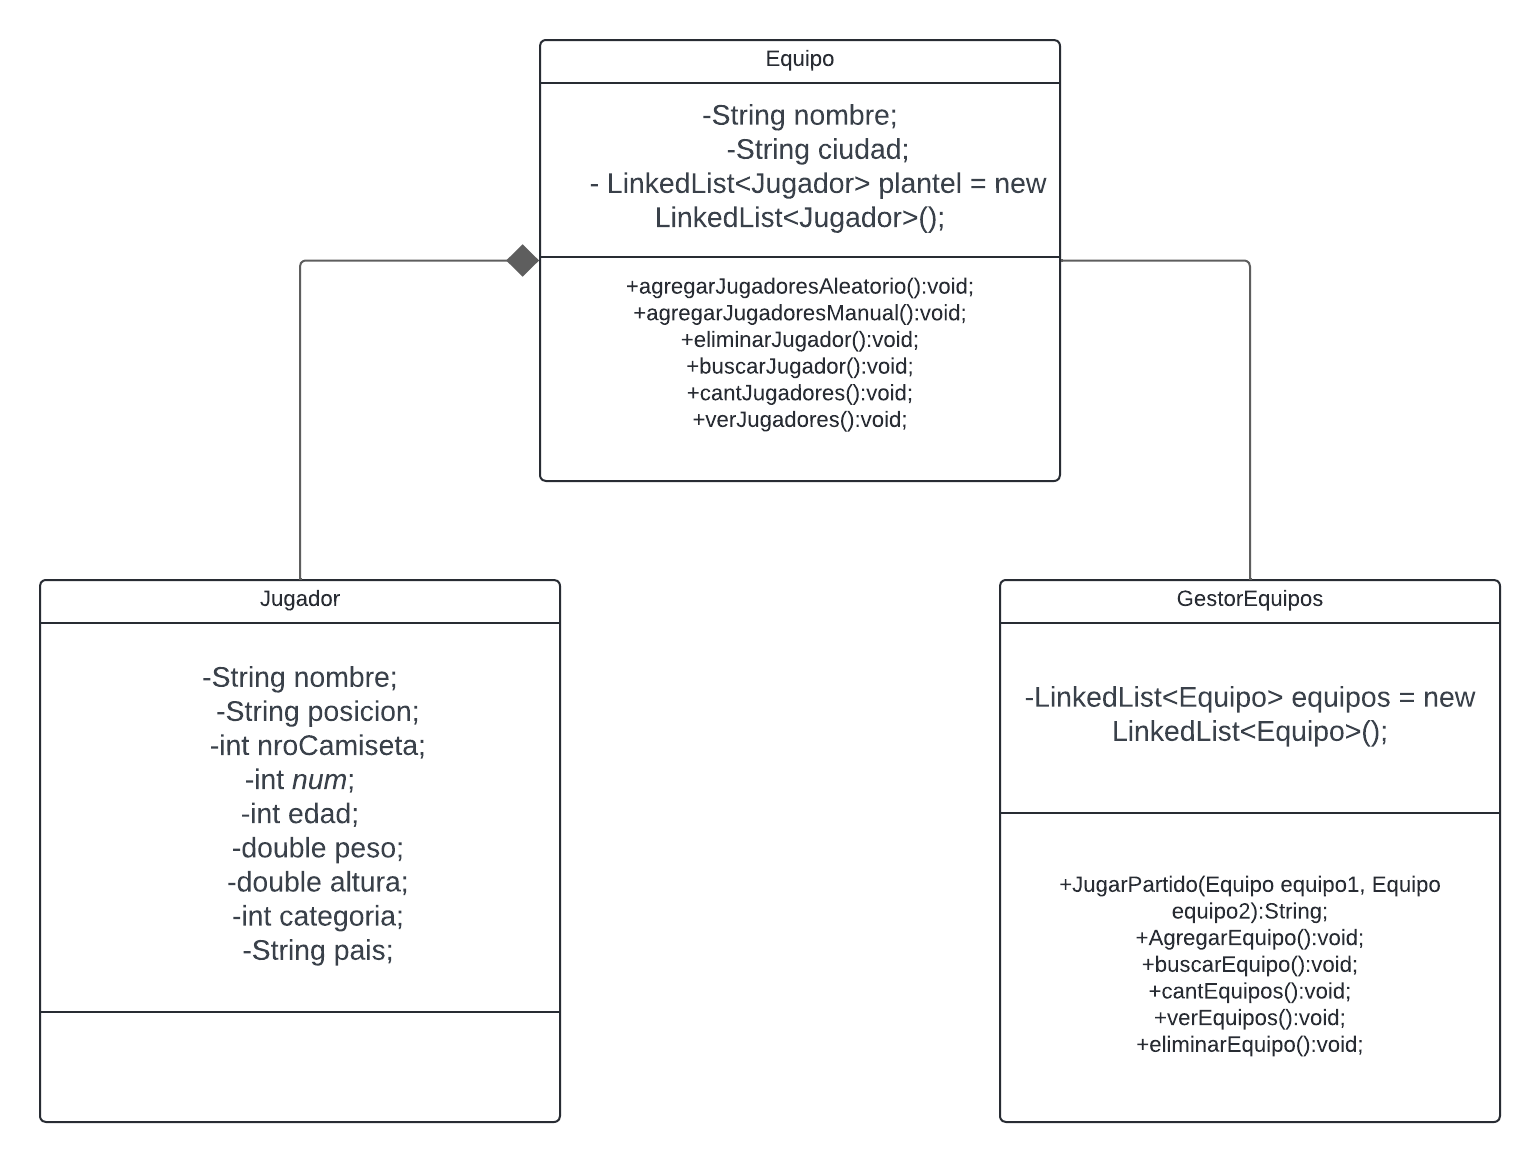 Equipo
-String nombre;
-String ciudad;
- LinkedList<Jugador> plantel = new
LinkedList<Jugador>();
+agregarJugadoresAleatorio():void;
+agregarJugadoresManual():void;
+eliminarJugador():void;
+buscarJugador():void;
+cantJugadores():void;
+verJugadores():void;
Jugador
-String nombre;
-String posicion;
-int nroCamiseta;
-int num;
-int edad;
-double peso;
-double altura;
-int categoria;
-String pais;
GestorEquipos
-LinkedList<Equipo> equipos = new
LinkedList<Equipo>();
+JugarPartido(Equipo equipo1, Equipo
equipo2):String;
+AgregarEquipo():void;
+buscarEquipo():void;
+cantEquipos():void;
+verEquipos():void;
+eliminarEquipo():void;